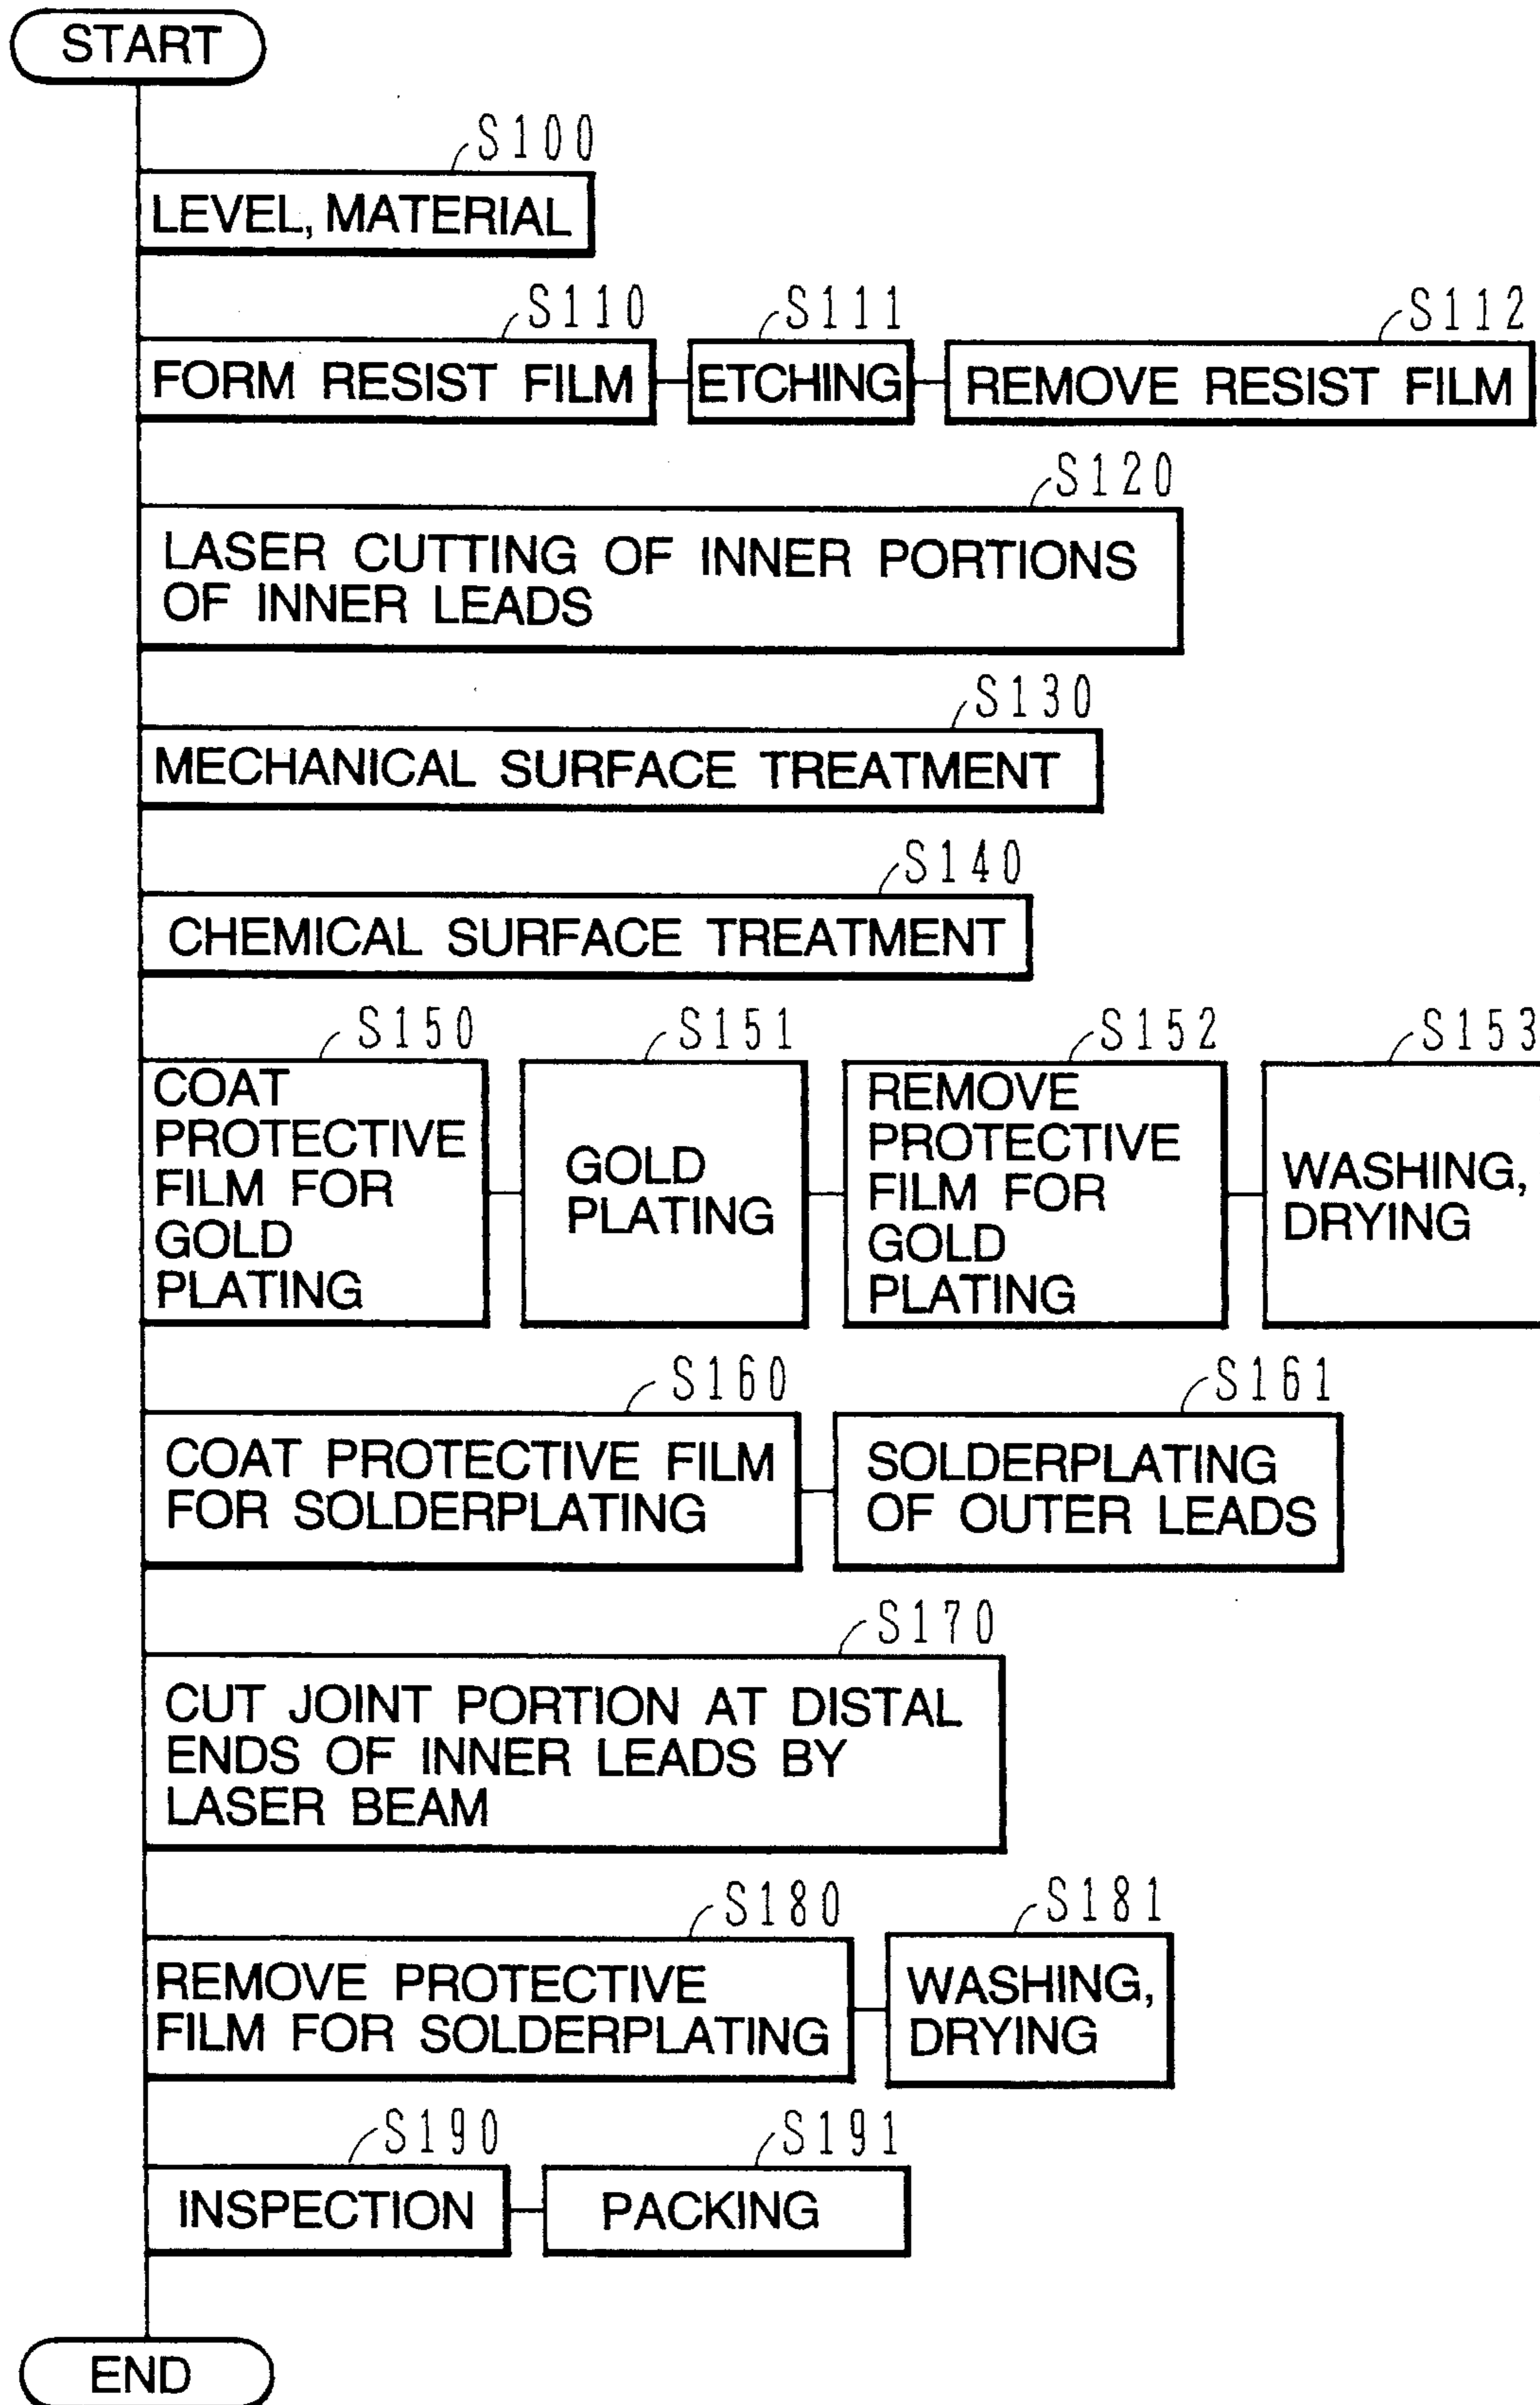 START
S100
LEVEL, MATERIAL
S110
S111
S112
FORM RESIST FILM
ETCHING
REMOVE RESIST FILM
S120
LASER CUTTING OF INNER PORTIONS
OF INNER LEADS
S130
MECHANICAL SURFACE TREATMENT
S140
CHEMICAL SURFACE TREATMENT
S150
COAT
PROTECTIVE
FILM FOR
GOLD
PLATING
S151
GOLD
PLATING
S152
REMOVE
PROTECTIVE
FILM FOR
GOLD
PLATING
S153
WASHING,
DRYING
S160
COAT PROTECTIVE FILM
FOR SOLDERPLATING
S161
SOLDERPLATING
OF OUTER LEADS
S170
CUT JOINT PORTION AT DISTAL
ENDS OF INNER LEADS BY
LASER BEAM
S180
REMOVE PROTECTIVE
FILM FOR SOLDERPLATING
S181
WASHING,
DRYING
S190
INSPECTION
S191
PACKING
END